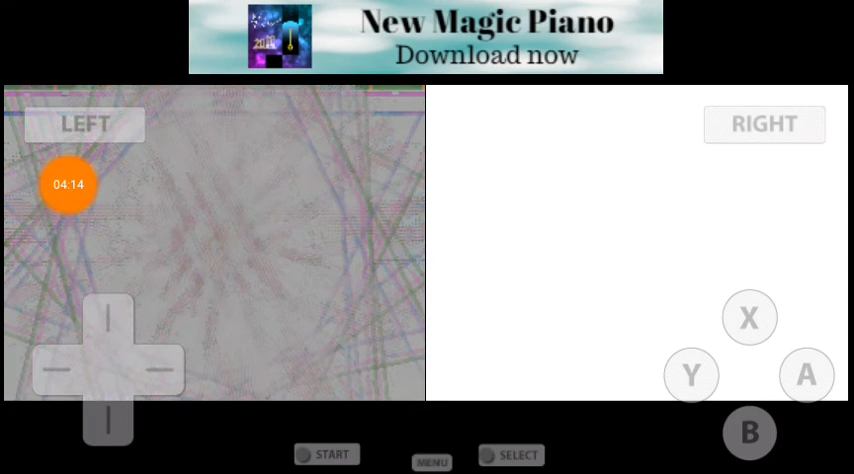 New Magic Piano
Download now
LEFT
RIGHT
04:14
X
Y
A
B
START
MENU
SELECT